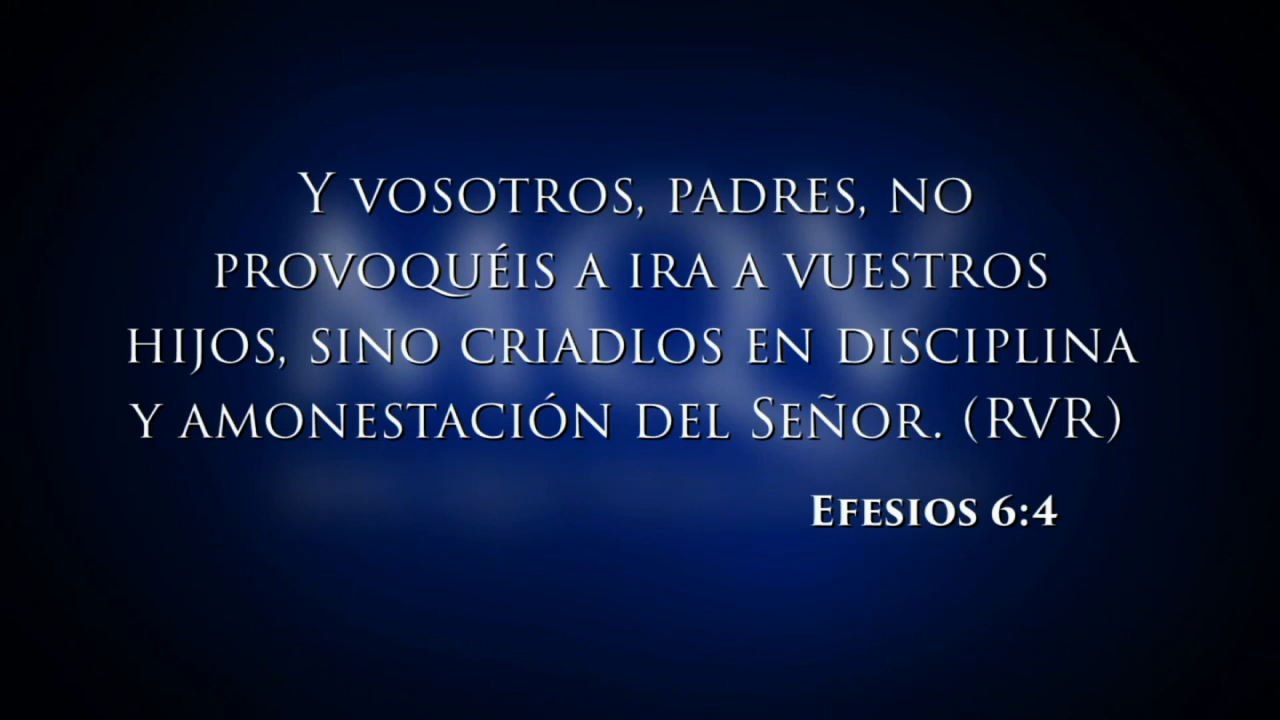 Y vosotros, padres, no
provoquéis a ira a vuestros
hijos, sino criadlos en disciplina
y amonestación del Señor. (RVR)
Efesios 6:4